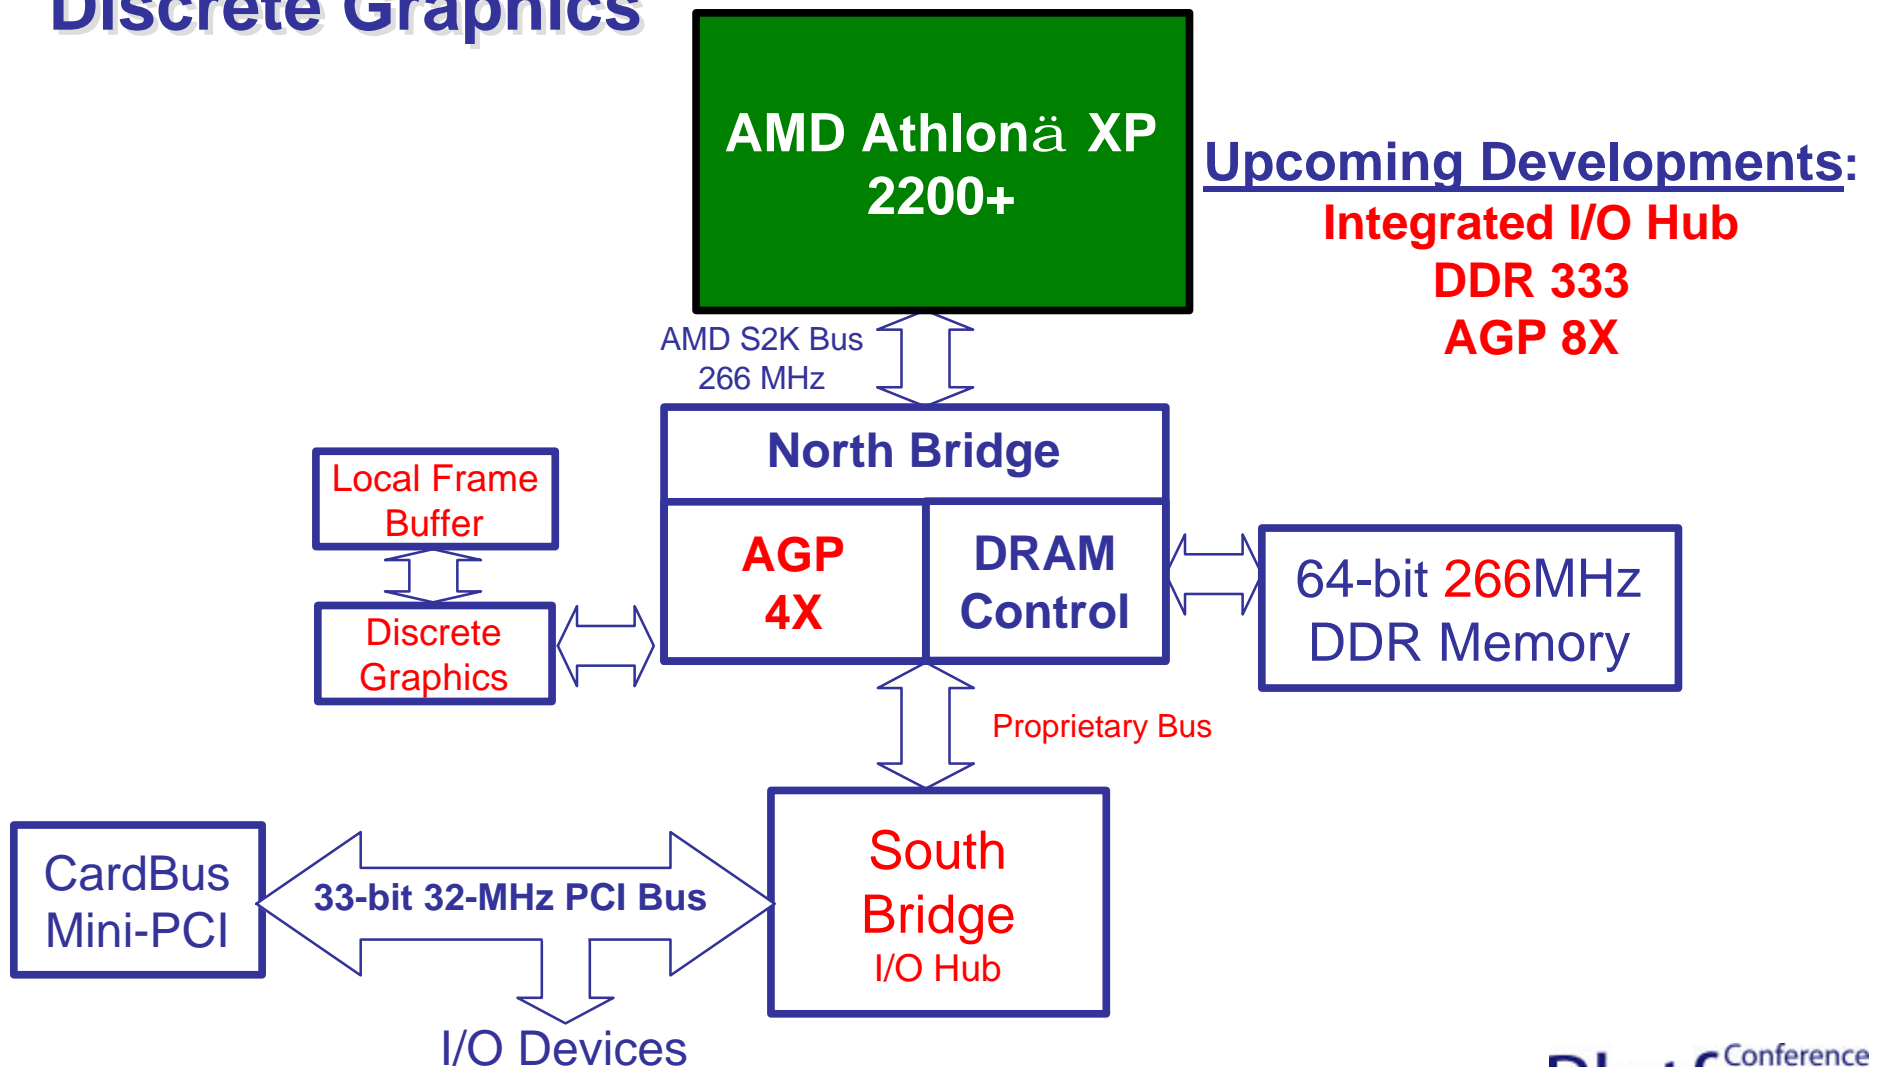 Discrete Graphics
AMD Athlonä XP
2200+
Upcoming Developments:
Integrated I/O Hub
DDR 333
AGP 8X
AMD S2K Bus
266 MHz
North Bridge
Local Frame
Buffer
AGP
4X
DRAM
Control
64-bit 266MHz
DDR Memory
Discrete
Graphics
Proprietary Bus
South
Bridge
I/O Hub
CardBus
Mini-PCI
33-bit 32-MHz PCI Bus
I/O Devices
Conference